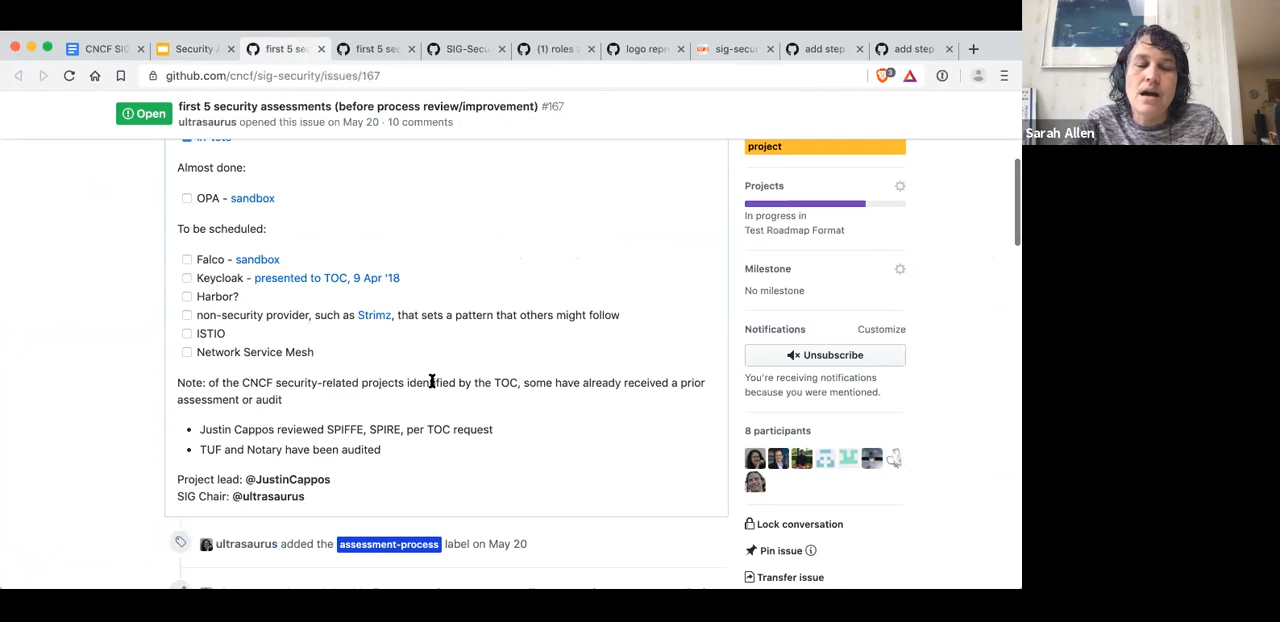 CNCF SIG
Security
first 5 sec
first 5 sec
SIG-Secu
(1) roles
logo repr
sig-secur
add step
add step
github.com/cncf/sig-security/issues/167
3
Open
first 5 security assessments (before process review/improvement) #167
ultrasaurus opened this issue on May 20 · 10 comments
in-toto
Almost done:
OPA - sandbox
To be scheduled:
Falco - sandbox
Keycloak - presented to TOC, 9 Apr '18
Harbor?
non-security provider, such as Strimz, that sets a pattern that others might follow
ISTIO
Network Service Mesh
Note: of the CNCF security-related projects identified by the TOC, some have already received a prior
assessment or audit
Justin Cappos reviewed SPIFFE, SPIRE, per TOC request
TUF and Notary have been audited
Project lead: @JustinCappos
SIG Chair: @ultrasaurus
ultrasaurus added the assessment-process label on May 20
project
Projects
In progress in
Test Roadmap Format
Milestone
No milestone
Notifications Customize
Unsubscribe
You're receiving notifications
because you were mentioned.
8 participants
Lock conversation
Pin issue
Transfer issue
Sarah Allen